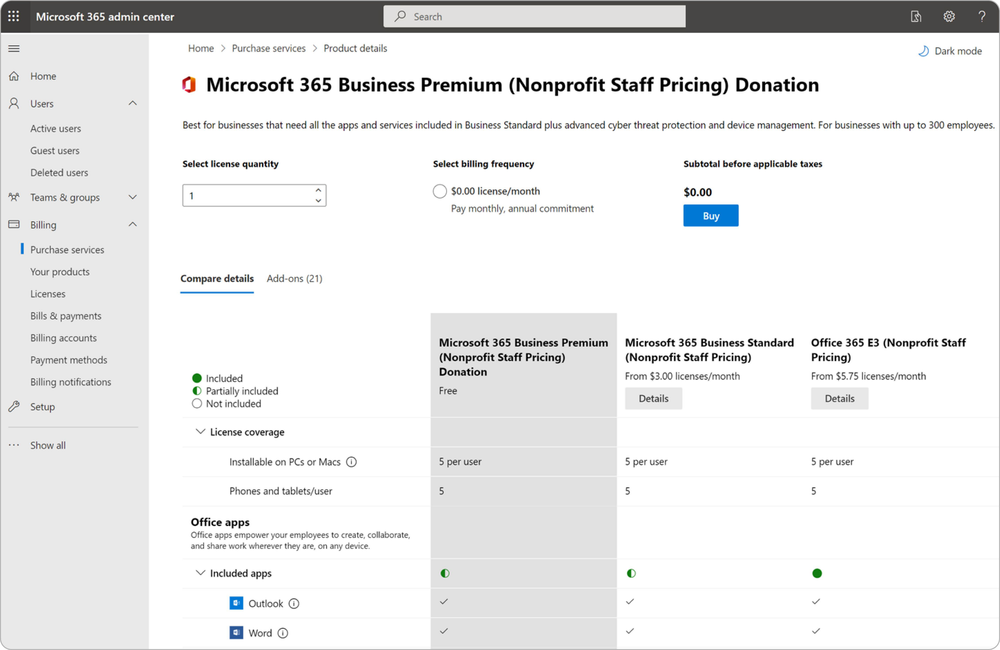 Microsoft 365 admin center
Search
Home > Purchase services > Product details
Dark mode
Home
Users
Active users
Guest users
Deleted users
Teams & groups
Billing
Purchase services
Your products
Licenses
Bills & payments
Billing accounts
Payment methods
Billing notifications
Setup
Show all
Microsoft 365 Business Premium (Nonprofit Staff Pricing) Donation
Best for businesses that need all the apps and services included in Business Standard plus advanced cyber threat protection and device management. For businesses with up to 300 employees.
Select license quantity
1
Select billing frequency
$0.00 license/month
Pay monthly, annual commitment
Subtotal before applicable taxes
$0.00
Buy
Compare details
Add-ons (21)
Included
Partially included
Not included
Microsoft 365 Business Premium
(Nonprofit Staff Pricing)
Donation
Free
Microsoft 365 Business Standard
(Nonprofit Staff Pricing)
From $3.00 licenses/month
Details
Office 365 E3 (Nonprofit Staff
Pricing)
From $5.75 licenses/month
Details
License coverage
Installable on PCs or Macs 5 per user 5 per user 5 per user
Phones and tablets/user 5 5 5
Office apps
Office apps empower your employees to create, collaborate,
and share work wherever they are, on any device.
Included apps
Outlook
Word